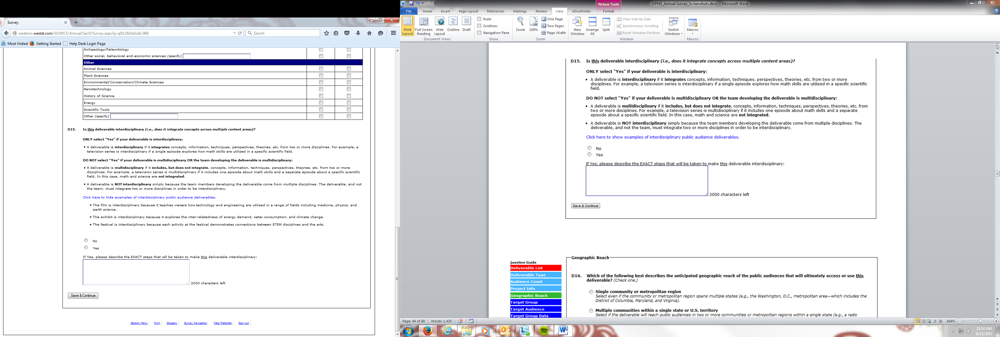 Survey
isedemo.westat.com/SOURCE/Annual/SecD/Survey.aspx?q=qD12&DelivId=980
Search
Most Visited
Getting Started
Help Desk Login Page
Archaeology/Paleontology
Other social, behavioral and economic sciences (specify)
Other
Animal Sciences
Plant Sciences
Environmental/Conservation/Climate Sciences
Nanotechnology
History of Science
Energy
Scientific Tools
Other (specify)
D15. Is this deliverable interdisciplinary (i.e., does it integrate concepts across multiple content areas)?
ONLY select "Yes" if your deliverable is interdisciplinary:
• A deliverable is interdisciplinary if it integrates concepts, information, techniques, perspectives, theories, etc. from two or more disciplines. For example, a
television series is interdisciplinary if a single episode explores how math skills are utilized in a specific scientific field.
DO NOT select "Yes" if your deliverable is multidisciplinary OR the team developing the deliverable is multidisciplinary:
• A deliverable is multidisciplinary if it includes, but does not integrate, concepts, information, techniques, perspectives, theories, etc. from two or more
disciplines. For example, a television series is multidisciplinary if it includes one episode about math skills and a separate episode about a specific scientific
field. In this case, math and science are not integrated.
• A deliverable is NOT interdisciplinary simply because the team members developing the deliverable come from multiple disciplines. The deliverable, and not
the team, must integrate two or more disciplines in order to be interdisciplinary.
Click here to hide examples of interdisciplinary public audience deliverables.
• The film is interdisciplinary because it teaches viewers how technology and engineering are utilized in a range of fields including medicine, physics, and
earth science.
• The exhibit is interdisciplinary because it explores the inter-relatedness of energy demand, water consumption, and climate change.
• The festival is interdisciplinary because each activity at the festival demonstrates connections between STEM disciplines and the arts.
No
Yes
If Yes, please describe the EXACT steps that will be taken to make this deliverable interdisciplinary:
2000 characters left
Save & Continue
Section Menu Print Glossary Survey Navigation Help Materials Sign out
OPMS_Annual Survey_Screenshots.docx - Microsoft Word
Picture Tools
File Home Insert Page Layout References Mailings Review View eDocPrinter Format
Print Layout
Full Screen Reading
Web Layout
Outline
Draft
Document Views
Ruler
Gridlines
Navigation Pane
Show
Zoom
100%
One Page
Two Pages
Page Width
Zoom
New Window
Arrange All
Split
View Side by Side
Synchronous Scrolling
Reset Window Position
Window
Switch Windows
Macros
Macros
D15. Is this deliverable interdisciplinary (i.e., does it integrate concepts across multiple content areas)?
ONLY select "Yes" if your deliverable is interdisciplinary:
• A deliverable is interdisciplinary if it integrates concepts, information, techniques, perspectives, theories, etc. from two or more
disciplines. For example, a television series is interdisciplinary if a single episode explores how math skills are utilized in a specific scientific
field.
DO NOT select "Yes" if your deliverable is multidisciplinary OR the team developing the deliverable is multidisciplinary:
• A deliverable is multidisciplinary if it includes, but does not integrate, concepts, information, techniques, perspectives, theories, etc. from
two or more disciplines. For example, a television series is multidisciplinary if it includes one episode about math skills and a separate
episode about a specific scientific field. In this case, math and science are not integrated.
• A deliverable is NOT interdisciplinary simply because the team members developing the deliverable come from multiple disciplines. The
deliverable, and not the team, must integrate two or more disciplines in order to be interdisciplinary.
Click here to show examples of interdisciplinary public audience deliverables.
No
Yes
If Yes, please describe the EXACT steps that will be taken to make this deliverable interdisciplinary:
2000 characters left
Save & Continue
Question Guide
Deliverable List
Deliverable Type
Audience Count
Project Info
Geographic Reach
Target Group
Target Audience
Target Group Data
Geographic Reach
D16. Which of the following best describes the anticipated geographic reach of the public audiences that will ultimately access or use this
deliverable? (Check one.)
Single community or metropolitan region
Select even if the community or metropolitan region spans multiple states (e.g., the Washington, D.C., metropolitan area—which includes the
District of Columbia, Maryland, and Virginia).
Multiple communities within a single state or U.S. territory
Select if the deliverable will reach public audiences in two or more communities or metropolitan regions within a single state (e.g., a radio
Page: 44 of 88 Words: 1,435
164%
11:14 AM
6/12/2015